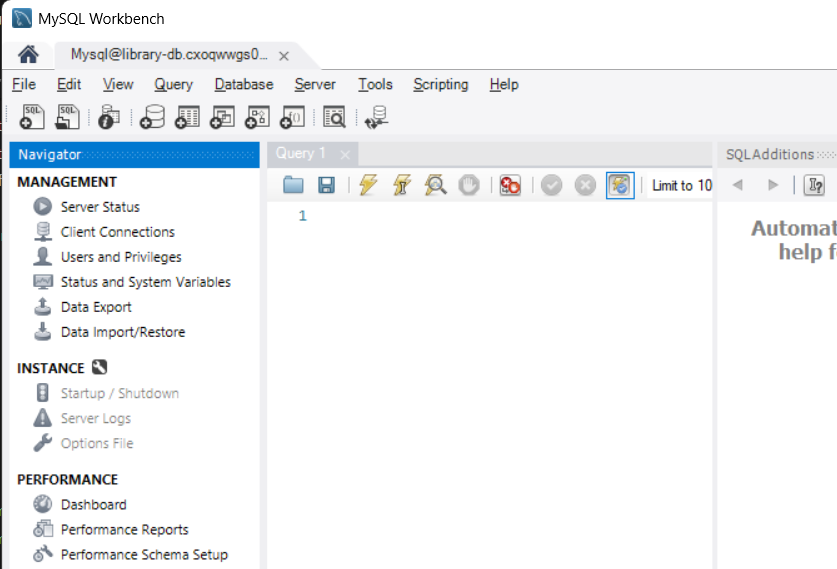 MySQL Workbench
Mysql@library-db.cxoqwwgs0...
File Edit View Query Database Server Tools Scripting Help
SQL SQL
Navigator
MANAGEMENT
Server Status
Client Connections
Users and Privileges
Status and System Variables
Data Export
Data Import/Restore
INSTANCE
Startup / Shutdown
Server Logs
Options File
PERFORMANCE
Dashboard
Performance Reports
Performance Schema Setup
Query 1
Limit to 10
1
SQLAdditions
Automat
help f